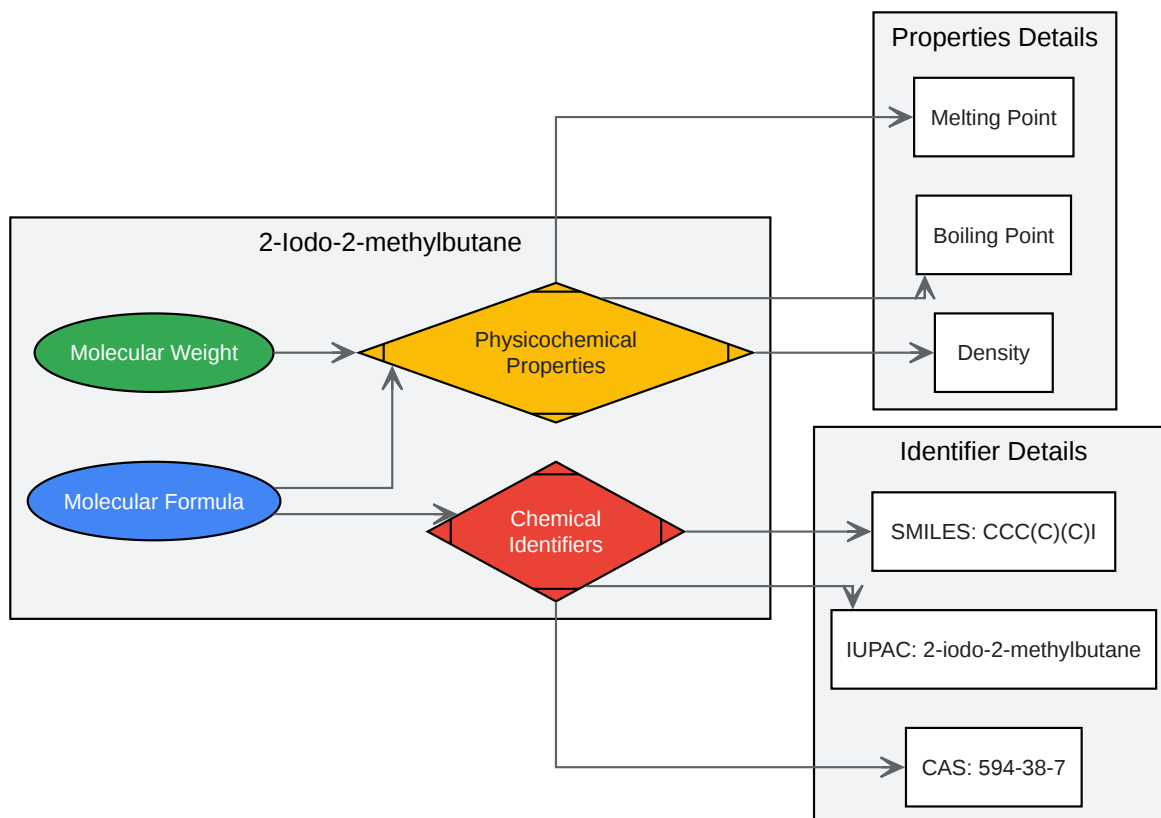 Properties Details
Melting Point
Boiling Point
Density
2-Iodo-2-methylbutane
Molecular Weight
Physicochemical
Properties
Molecular Formula
Chemical
Identifiers
Identifier Details
SMILES: CCC(C)(C)I
IUPAC: 2-iodo-2-methylbutane
CAS: 594-38-7